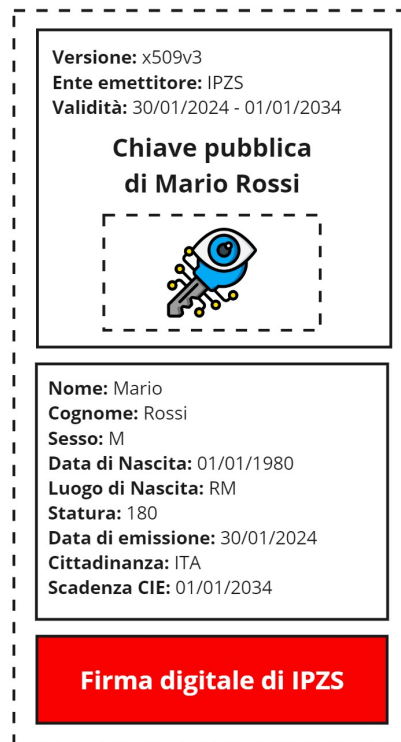 Versione: x509v3
Ente emettitore: IPZS
Validità: 30/01/2024 - 01/01/2034
Chiave pubblica
di Mario Rossi
Nome: Mario
Cognome: Rossi
Sesso: M
Data di Nascita: 01/01/1980
Luogo di Nascita: RM
Statura: 180
Data di emissione: 30/01/2024
Cittadinanza: ITA
Scadenza CIE: 01/01/2034
Firma digitale di IPZS